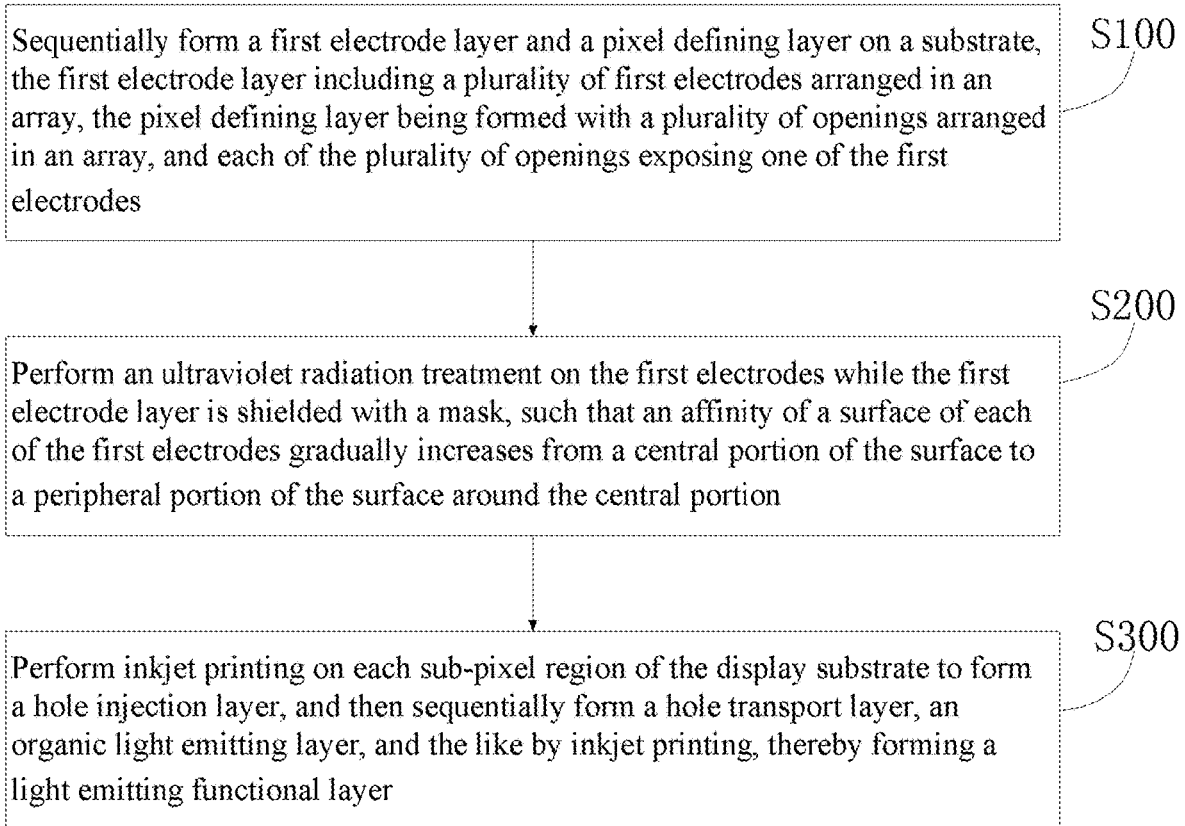 S100
Sequentially form a first electrode layer and a pixel defining layer on a substrate,
the first electrode layer including a plurality of first electrodes arranged in an
array, the pixel defining layer being formed with a plurality of openings arranged
in an array, and each of the plurality of openings exposing one of the first
electrodes
S200
Perform an ultraviolet radiation treatment on the first electrodes while the first
electrode layer is shielded with a mask, such that an affinity of a surface of each
of the first electrodes gradually increases from a central portion of the surface to
a peripheral portion of the surface around the central portion
S300
Perform inkjet printing on each sub-pixel region of the display substrate to form
a hole injection layer, and then sequentially form a hole transport layer, an
organic light emitting layer, and the like by inkjet printing, thereby forming a
light emitting functional layer